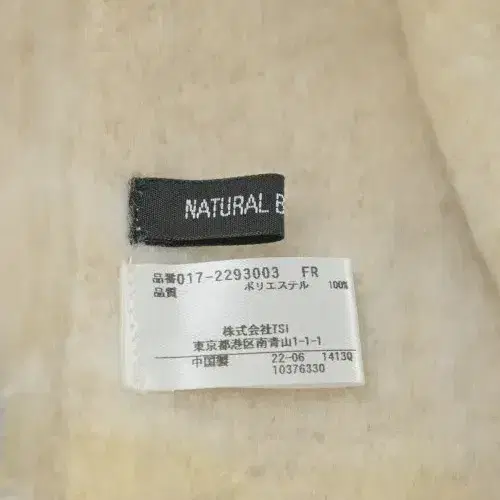 NATURAL B
品番017-2293003 FR
品質 ポリエステル 100%
株式会社TSI
東京都港区南青山1-1-1
中国製 22-06 1413Q
10376330